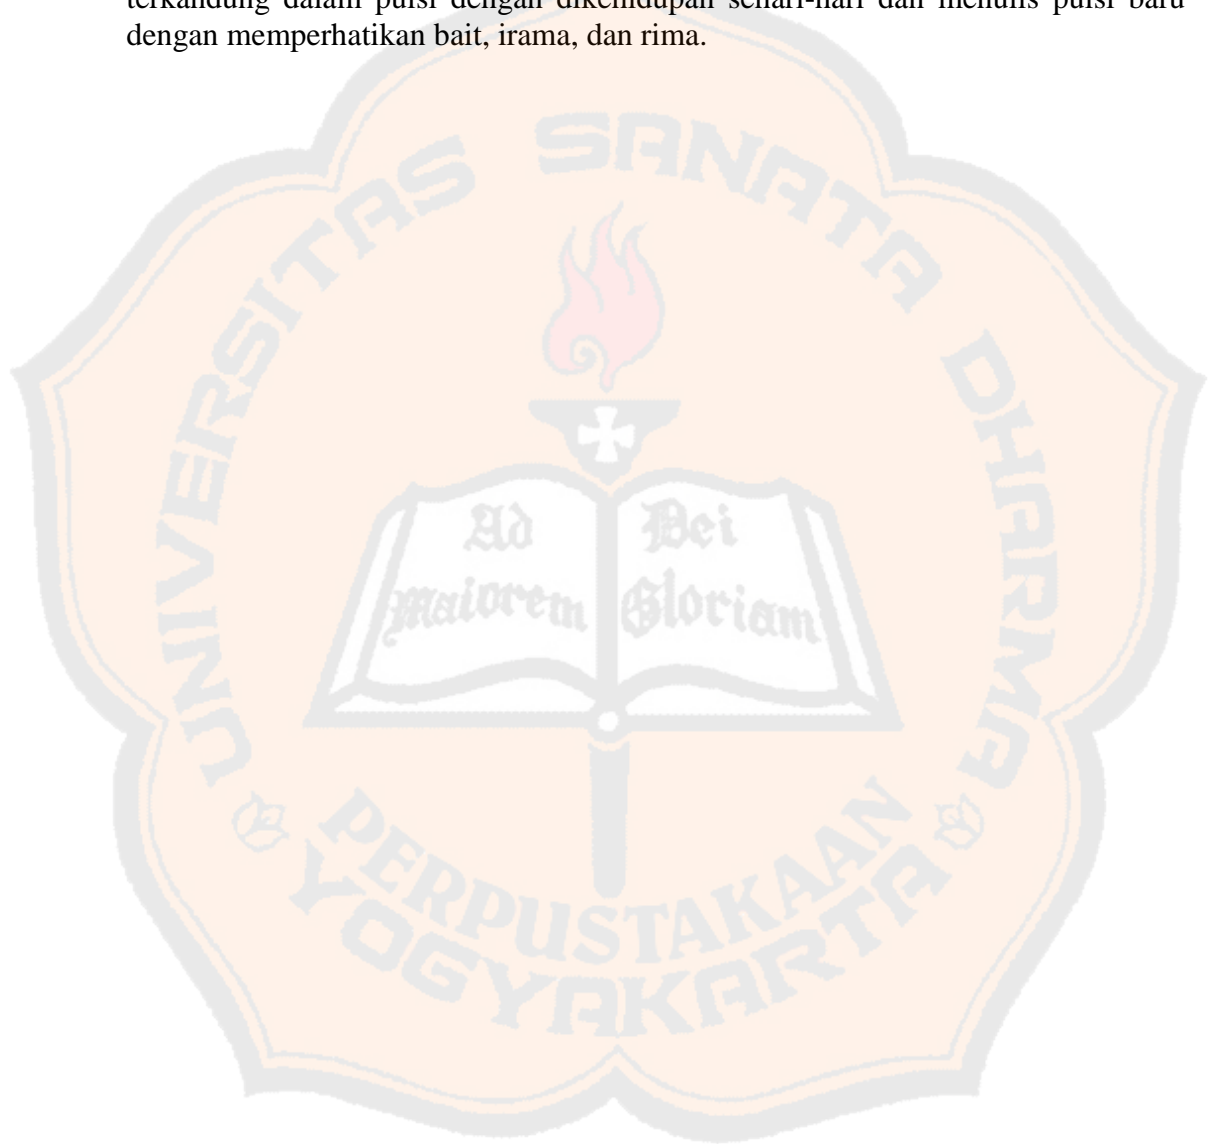 terkandung dalam puisi dengan dikehidupan sehari-hari dan menulis puisi baru
dengan memperhatikan bait, irama, dan rima.
UNIVERSITAS SANATA DHARMA
Ad Dei
maiorem Gloriam
PERPUSTAKAAN
YOGYAKARTA